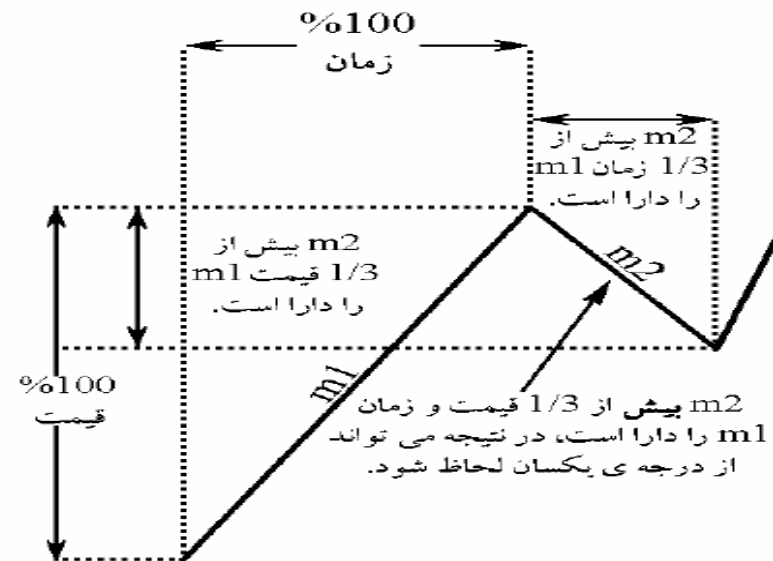 %100
زمان
m2 بیش از
1/3 زمان m1
را دارا است.
m2 بیش از
1/3 قیمت m1
را دارا است.
m2
m1
%100
قیمت
m2 بیش از 1/3 قیمت و زمان
m1 را دارا است، در نتیجه می تواند
از درجه ی یکسان لحاظ شود.